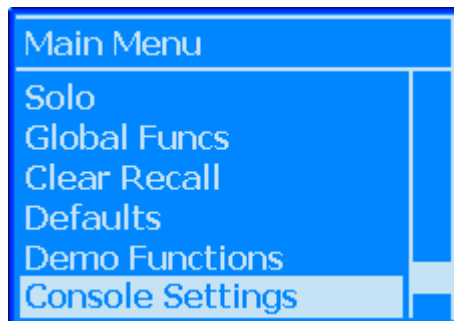 Main Menu
Solo
Global Funcs
Clear Recall
Defaults
Demo Functions
Console Settings